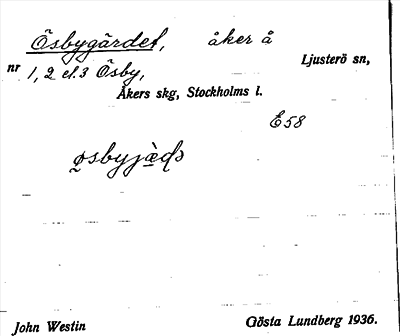 Ösbygärdet, åker å
Ljusterö sn,
nr 1, 2 el. 3 Ösby,
Åkers skg, Stockholms l.
E58
John Westin
Gösta Lundberg 1936.